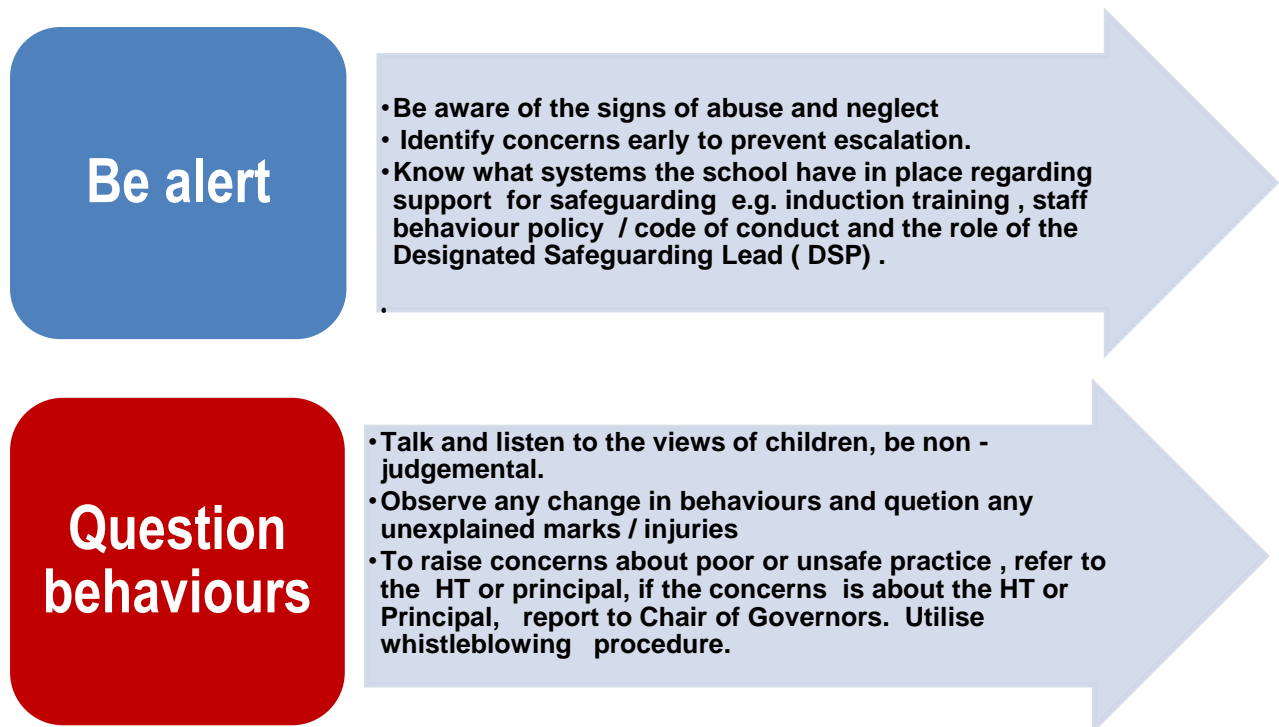 Be alert
•Be aware of the signs of abuse and neglect
• Identify concerns early to prevent escalation.
•Know what systems the school have in place regarding
support for safeguarding e.g. induction training , staff
behaviour policy / code of conduct and the role of the
Designated Safeguarding Lead ( DSP) .
.
Question
behaviours
•Talk and listen to the views of children, be non -
judgemental.
•Observe any change in behaviours and quetion any
unexplained marks / injuries
•To raise concerns about poor or unsafe practice , refer to
the HT or principal, if the concerns is about the HT or
Principal, report to Chair of Governors. Utilise
whistleblowing procedure.